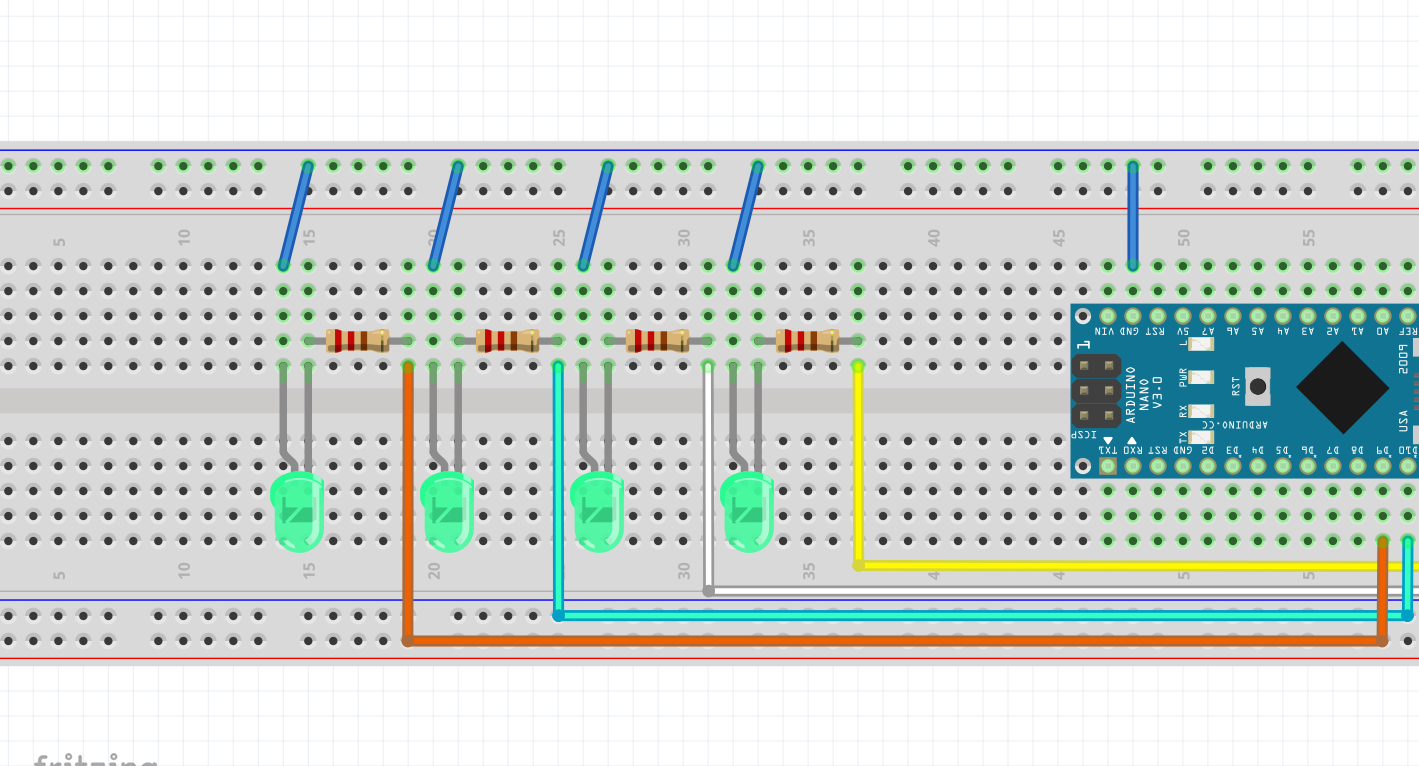 5 10 15 20 25 30 35 40 45 50 55
VIN GND RST 5V A7 A6 A5 A4 A3 A2 A1 A0 REF
L
PWR
RX
TX
RST
ARDUINO
NANO
V3.0
ARDUINO.CC
ICSP
USA
TX1 RX0 RST GND D2 D3 D4 D5 D6 D7 D8 D9 D10
5 10 15 20 30 35 4 4 5 5
fritzing